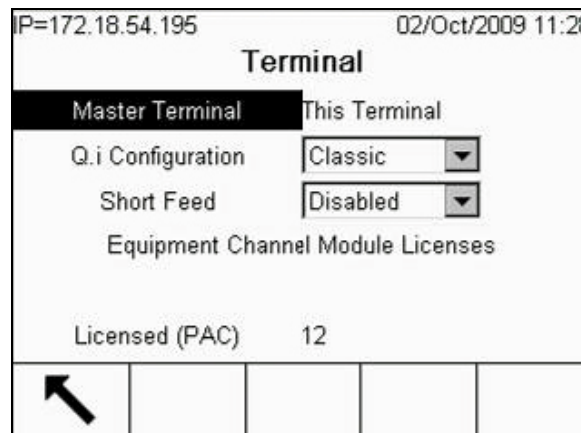 IP=172.18.54.195 02/Oct/2009 11:28
Terminal
Master Terminal This Terminal
Q.i Configuration Classic
Short Feed Disabled
Equipment Channel Module Licenses
Licensed (PAC) 12